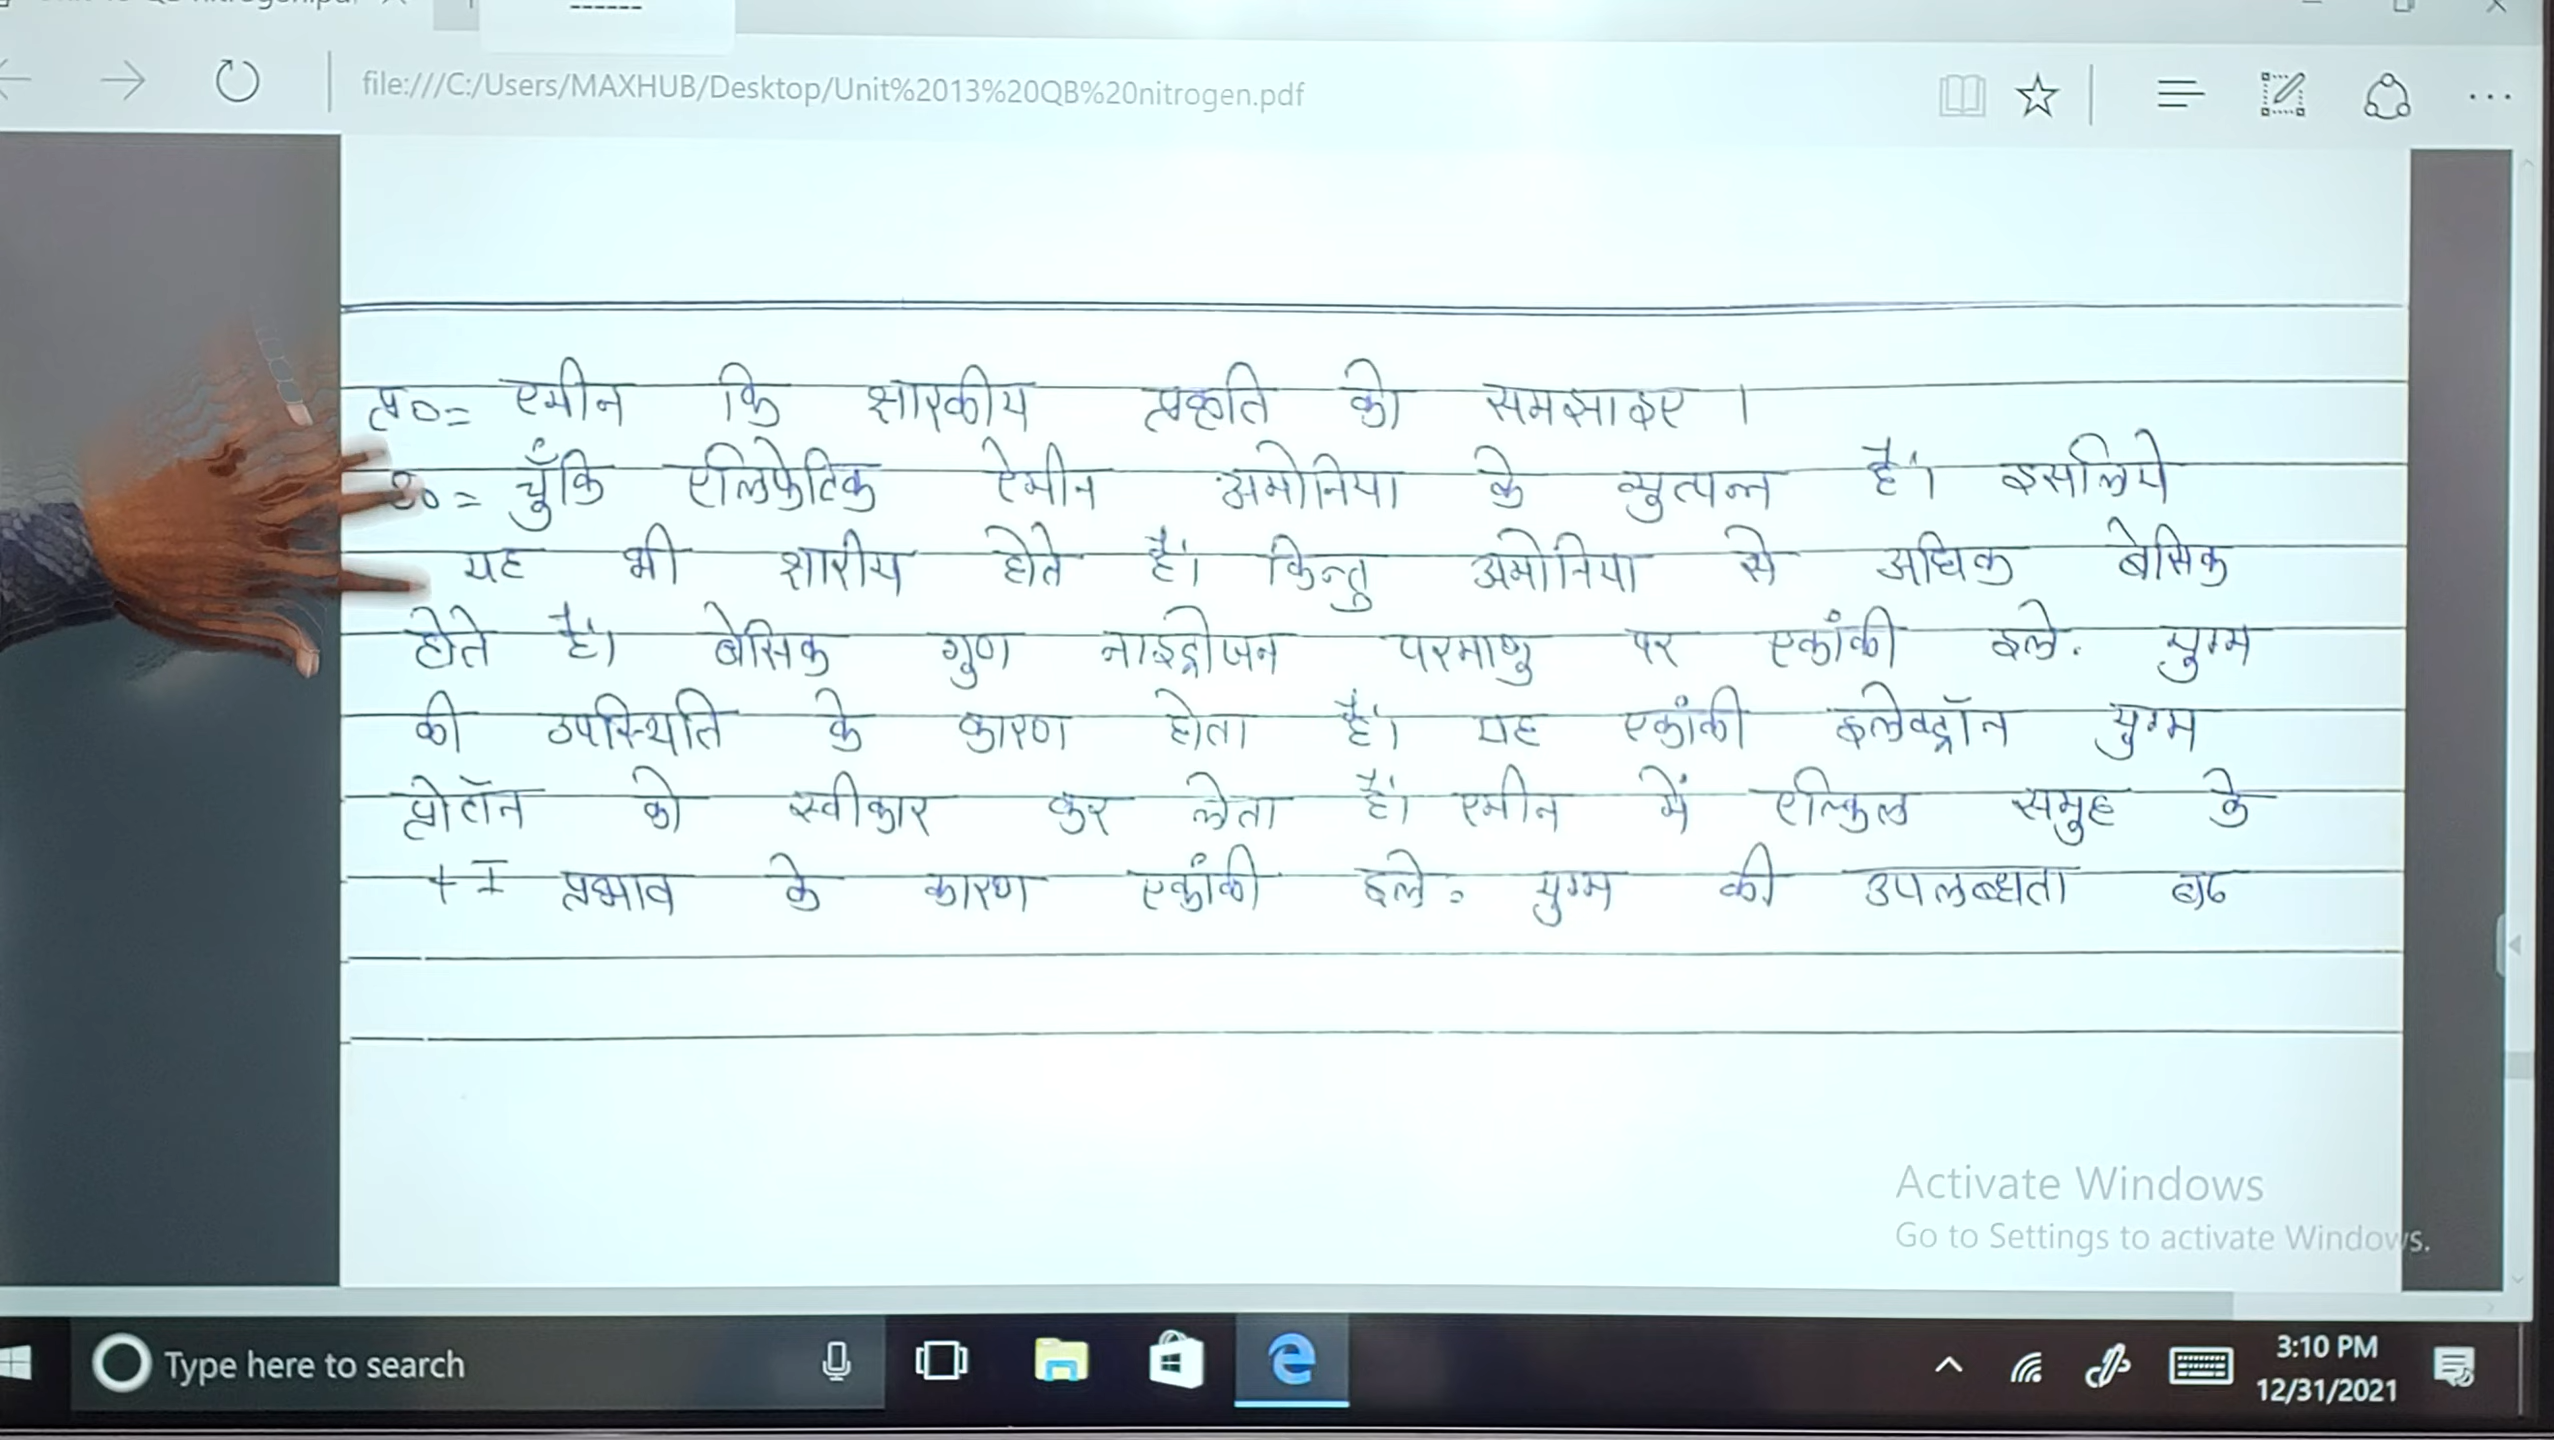 file:///C:/Users/MAXHUB/Desktop/Unit%2013%20QB%20nitrogen.pdf
प्र०= एमीन कि क्षारकीय प्रकृति को समझाइए ।
उ०= चुँकि एलिफेटिक ऐमीन अमोनिया के व्युत्पन्न हैं। इसलिये
यह भी क्षारीय होते हैं। किन्तु अमोनिया से अधिक बेसिक
होते हैं। बेसिक गुण नाइट्रोजन परमाणु पर एकांकी इले. युग्म
की उपस्थिति के कारण होता हैं। यह एकांकी इलेक्ट्रॉन युग्म
प्रोटॉन को स्वीकार कर लेता हैं। एमीन में एल्किल समुह के
+I प्रभाव के कारण एकांकी इले. युग्म की उपलब्धता बढ
Activate Windows
Go to Settings to activate Windows.
Type here to search
3:10 PM
12/31/2021